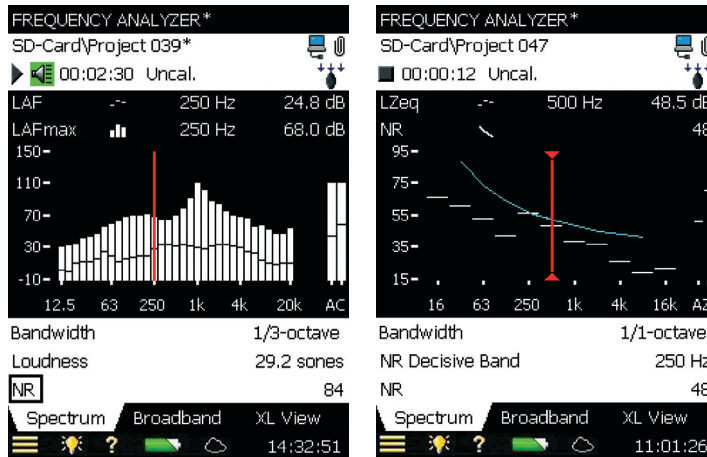 FREQUENCY ANALYZER*
SD-Card\Project 039*
00:02:30 Uncal.
LAF -.-- 250 Hz 24.8 dB
LAFmax 250 Hz 68.0 dB
150
110
70
30
-10
12.5 63 250 1k 4k 20k AC
Bandwidth 1/3-octave
Loudness 29.2 sones
NR 84
Spectrum Broadband XL View
? 14:32:51
FREQUENCY ANALYZER*
SD-Card\Project 047
00:00:12 Uncal.
LZeq -.-- 500 Hz 48.5 dB
NR 48
95
75
55
35
15
16 63 250 1k 4k 16k AZ
Bandwidth 1/1-octave
NR Decisive Band 250 Hz
NR 48
Spectrum Broadband XL View
? 11:01:26